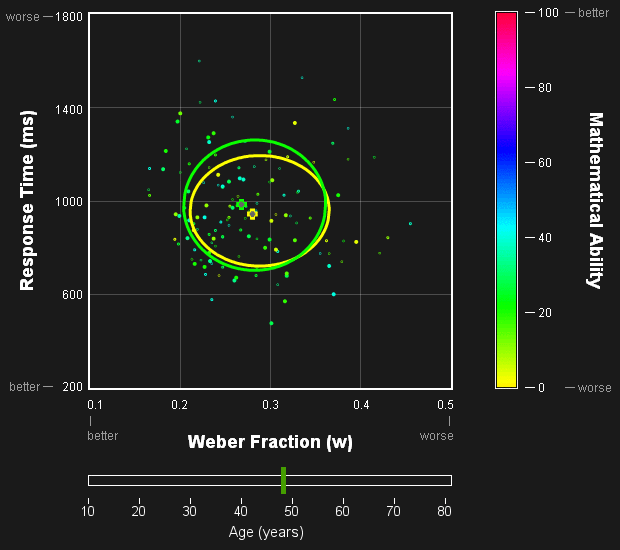 worse
1800
1400
1000
600
better
200
Response Time (ms)
0.1
0.2
0.3
0.4
0.5
better
worse
Weber Fraction (w)
10
20
30
40
50
60
70
80
Age (years)
100
better
80
60
40
20
0
worse
Mathematical Ability